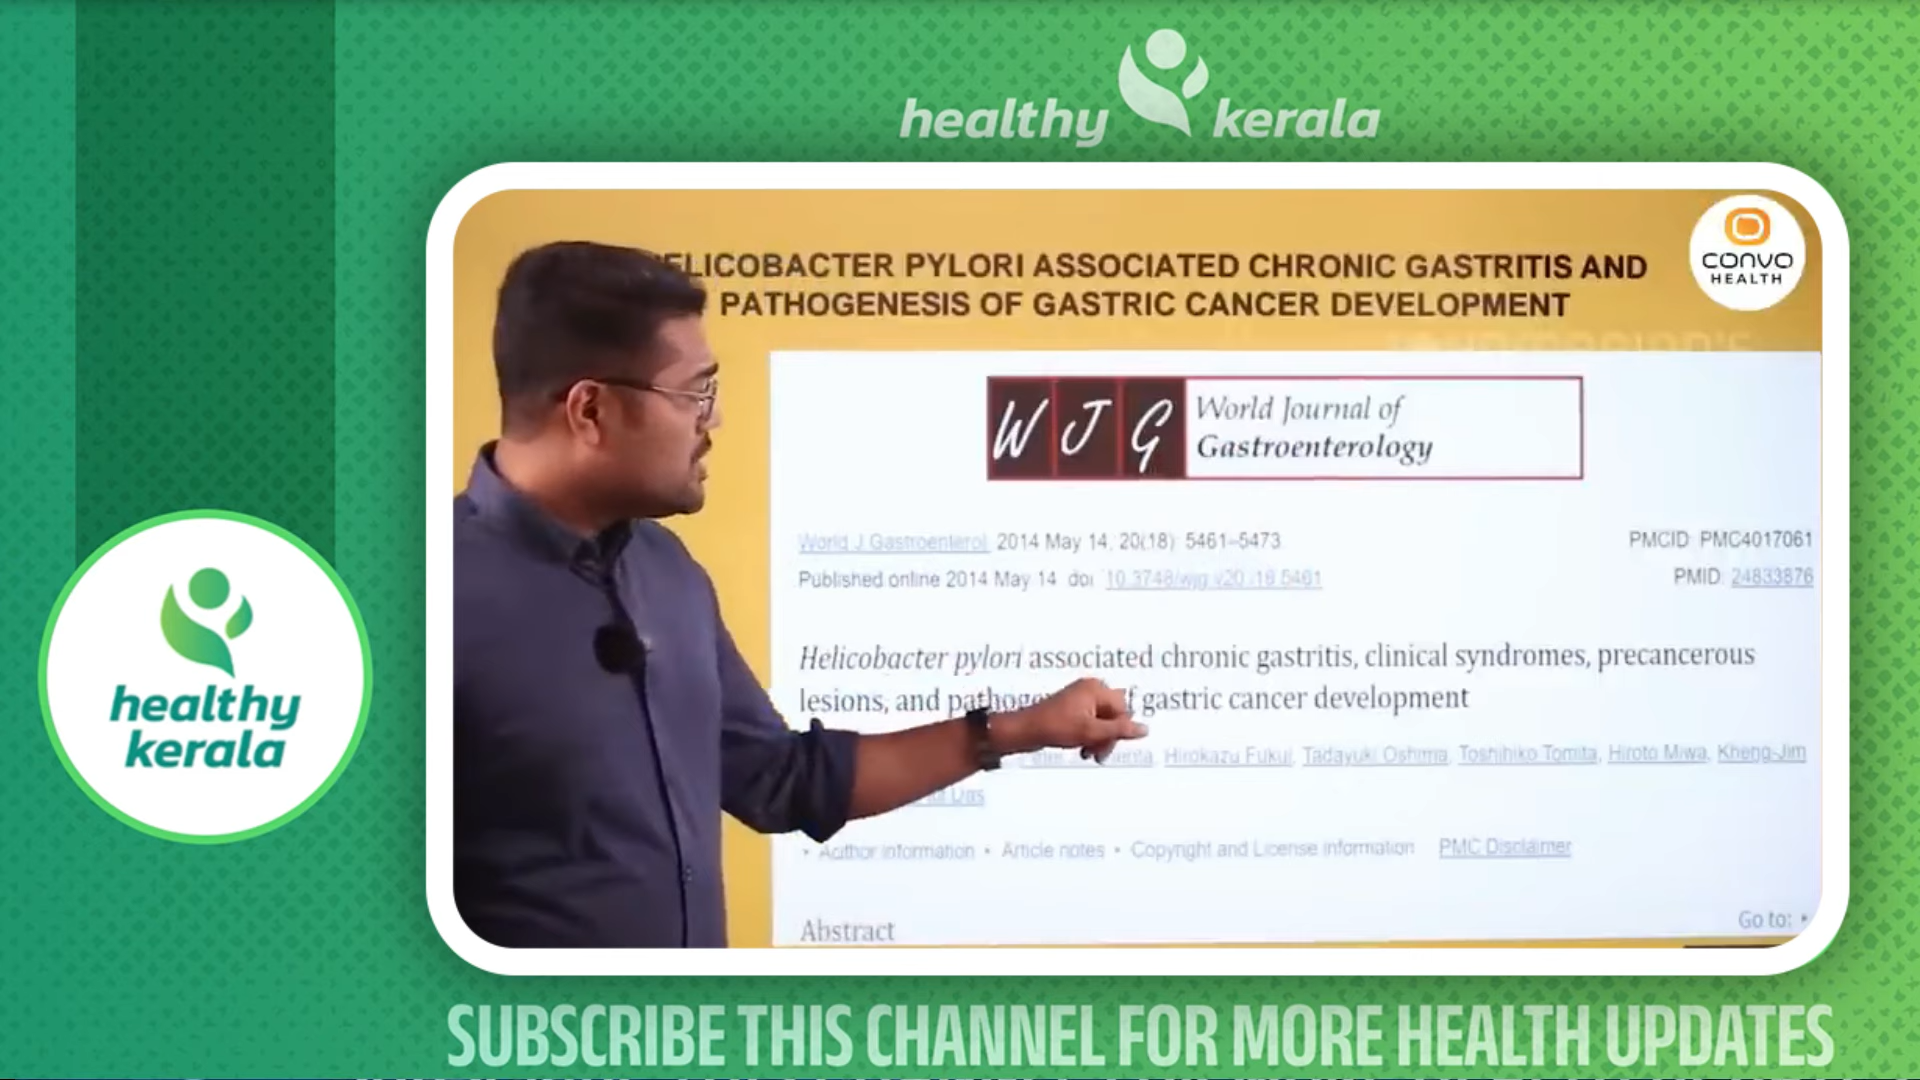 healthy kerala
CONVO
HEALTH
ELICOBACTER PYLORI ASSOCIATED CHRONIC GASTRITIS AND
PATHOGENESIS OF GASTRIC CANCER DEVELOPMENT
WJG World Journal of
Gastroenterology
World J Gastroenterol. 2014 May 14; 20(18): 5461–5473. PMCID: PMC4017061
Published online 2014 May 14. doi: 10.3748/wjg.v20.i18.5461 PMID: 24833876
Helicobacter pylori associated chronic gastritis, clinical syndromes, precancerous
lesions, and f gastric cancer development
Hirokazu Fukui, Tadayuki Oshima, Toshihiko Tomita, Hiroto Miwa, Kheng-Jim
Das
• Author information • Article notes • Copyright and License information PMC Disclaimer
Abstract Go to:
healthy
kerala
SUBSCRIBE THIS CHANNEL FOR MORE HEALTH UPDATES